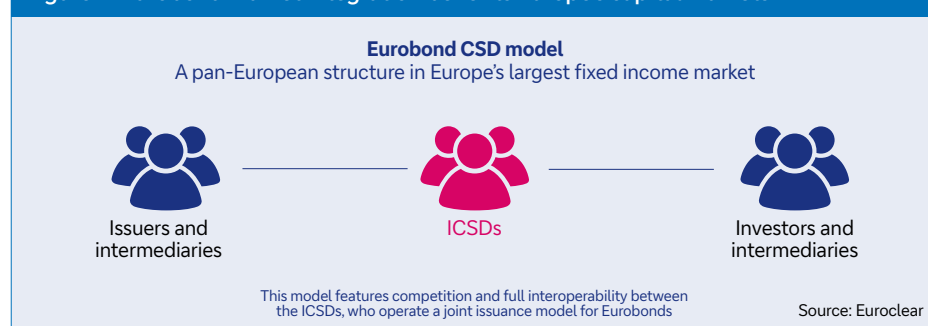 Eurobond CSD model
A pan-European structure in Europe's largest fixed income market
Issuers and
intermediaries
ICSDs
Investors and
intermediaries
This model features competition and full interoperability between
the ICSDs, who operate a joint issuance model for Eurobonds
Source: Euroclear